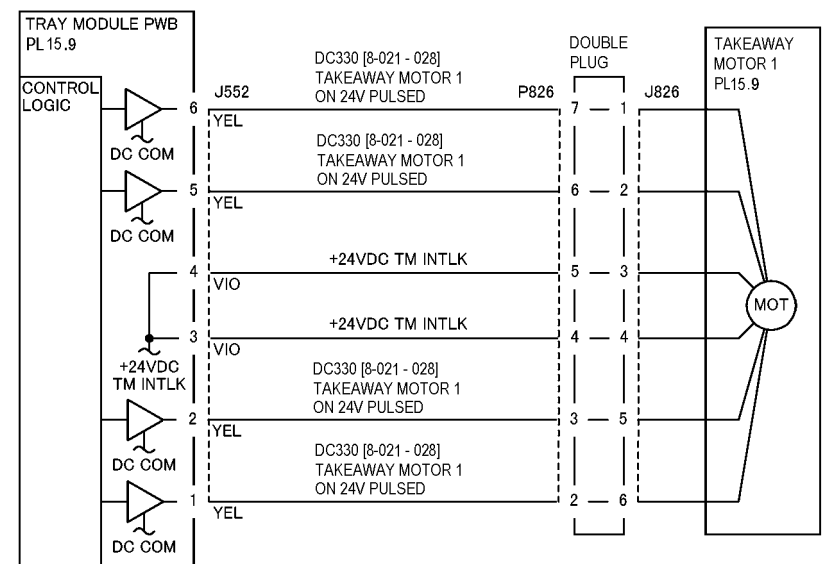 TRAY MODULE PWB
PL15.9
CONTROL
LOGIC
J552
DC330 [8-021 - 028]
TAKEAWAY MOTOR 1
ON 24V PULSED
P826
DOUBLE
PLUG
J826
TAKEAWAY
MOTOR 1
PL15.9
6
YEL
7 — 1
DC COM
DC330 [8-021 - 028]
TAKEAWAY MOTOR 1
ON 24V PULSED
5
YEL
6 — 2
DC COM
+24VDC TM INTLK
4
VIO
5 — 3
MOT
+24VDC TM INTLK
3
VIO
4 — 4
+24VDC
TM INTLK
DC330 [8-021 - 028]
TAKEAWAY MOTOR 1
ON 24V PULSED
2
YEL
3 — 5
DC COM
DC330 [8-021 - 028]
TAKEAWAY MOTOR 1
ON 24V PULSED
1
YEL
2 — 6
DC COM